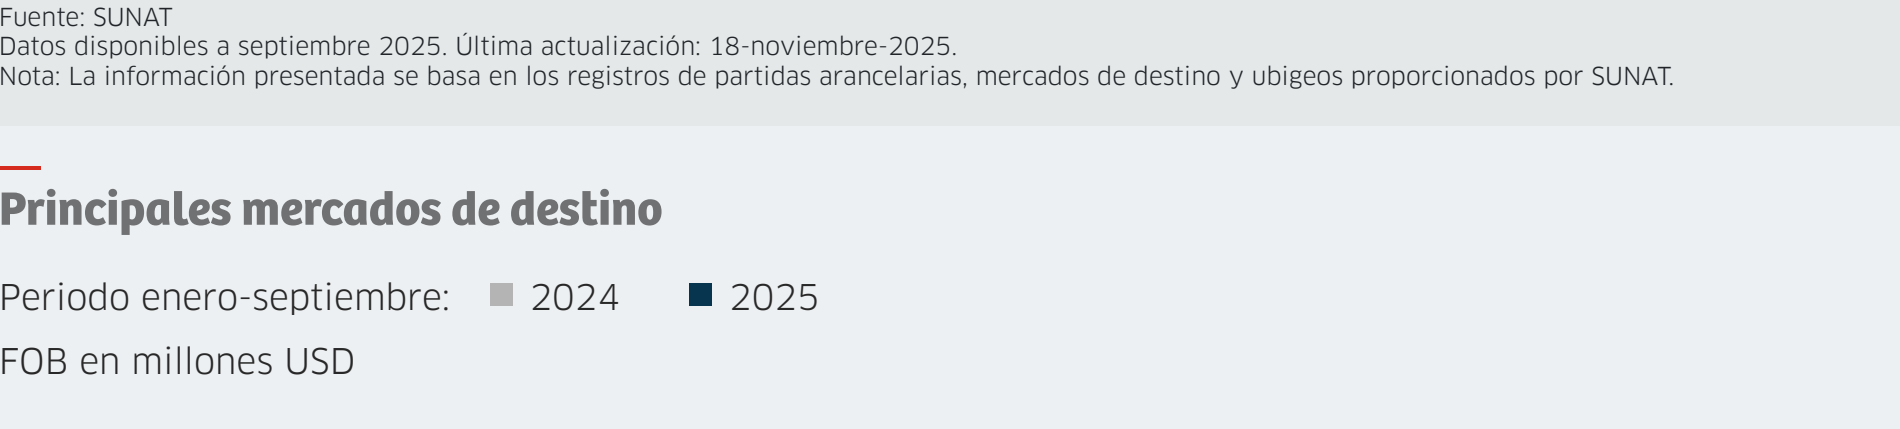 Fuente: SUNAT
Datos disponibles a septiembre 2025. Última actualización: 18-noviembre-2025.
Nota: La información presentada se basa en los registros de partidas arancelarias, mercados de destino y ubigeos proporcionados por SUNAT.
Principales mercados de destino
Periodo enero-septiembre: 2024 2025
FOB en millones USD